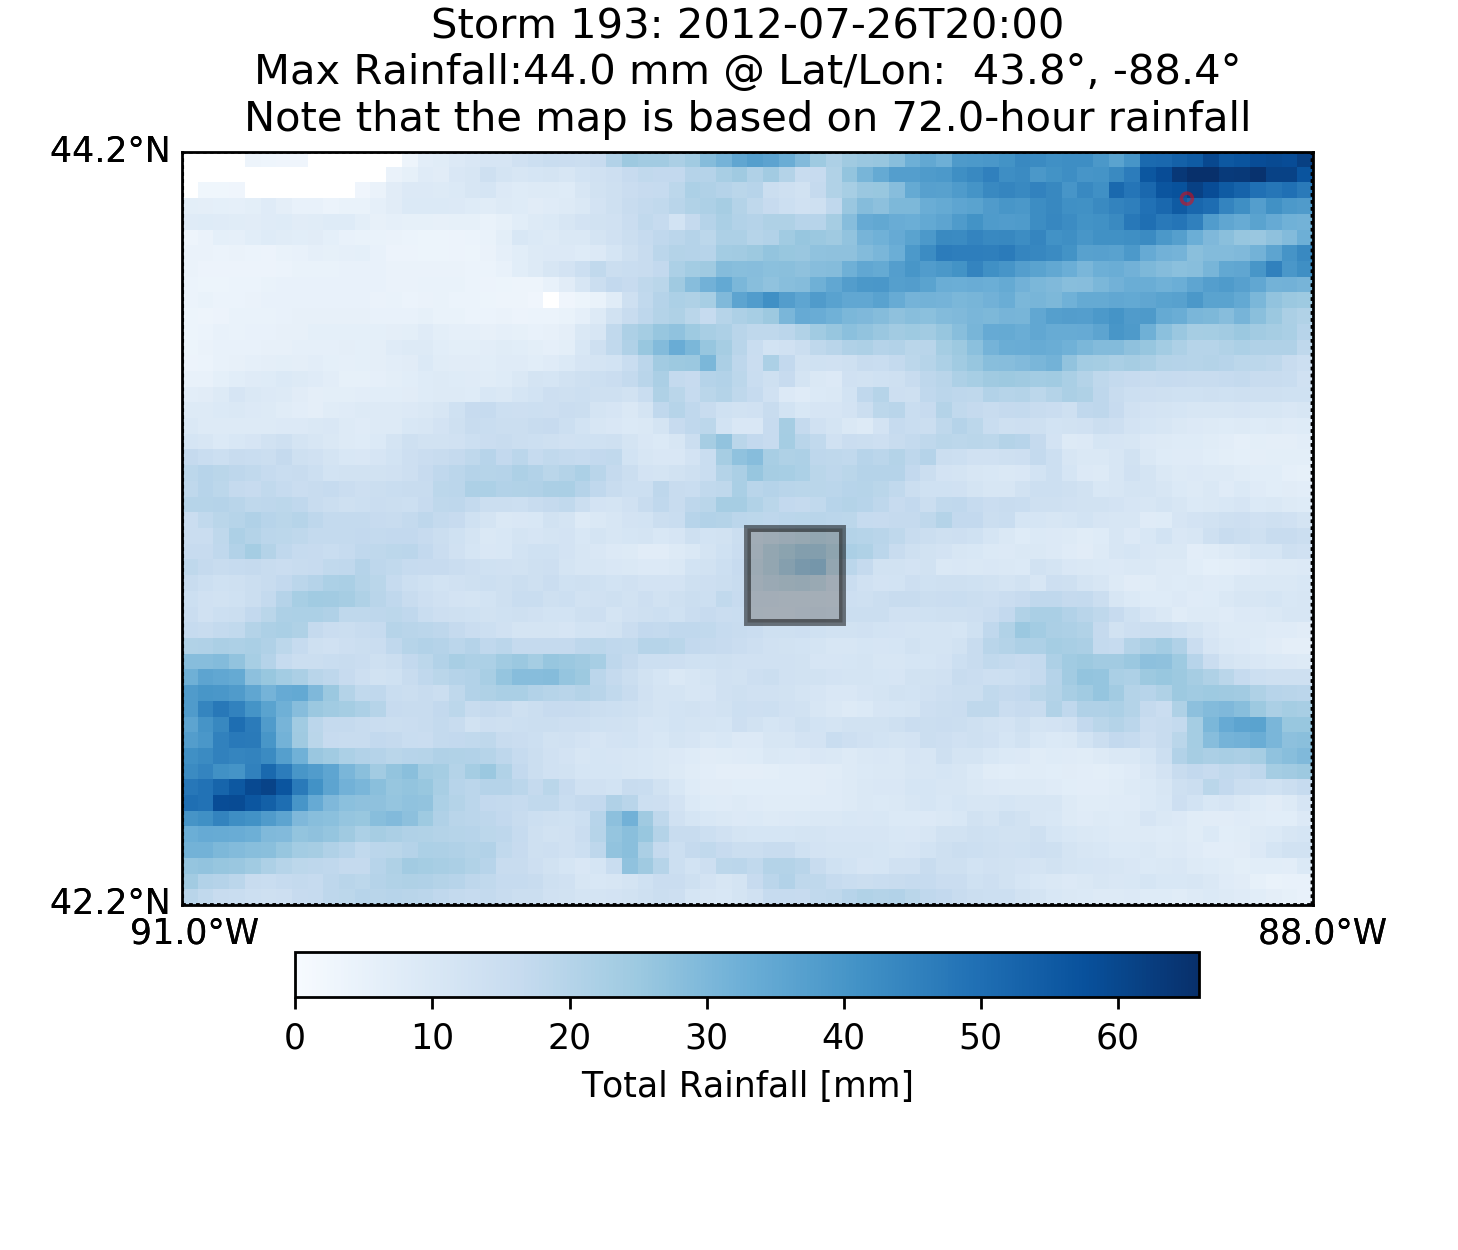 Storm 193: 2012-07-26T20:00
Max Rainfall:44.0 mm @ Lat/Lon:  43.8°, -88.4°
Note that the map is based on 72.0-hour rainfall
44.2°N
42.2°N
91.0°W 88.0°W
0 10 20 30 40 50 60
Total Rainfall [mm]